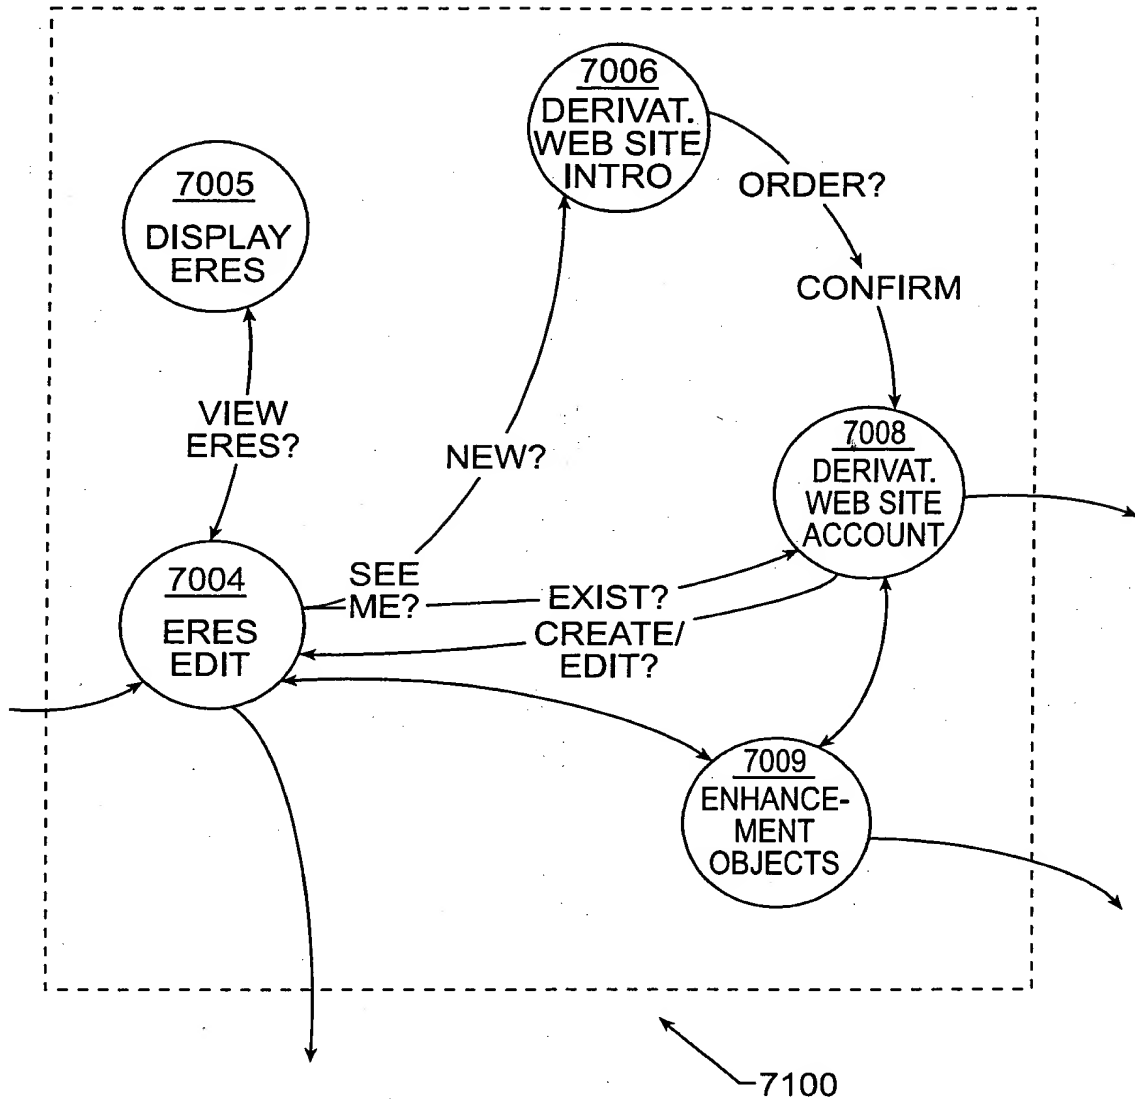 7006
DERIVAT.
WEB SITE
INTRO
7005
DISPLAY
ERES
ORDER?
CONFIRM
VIEW
ERES?
NEW?
7008
DERIVAT.
WEB SITE
ACCOUNT
7004
ERES
EDIT
SEE
ME?
EXIST?
CREATE/
EDIT?
7009
ENHANCE-
MENT
OBJECTS
7100